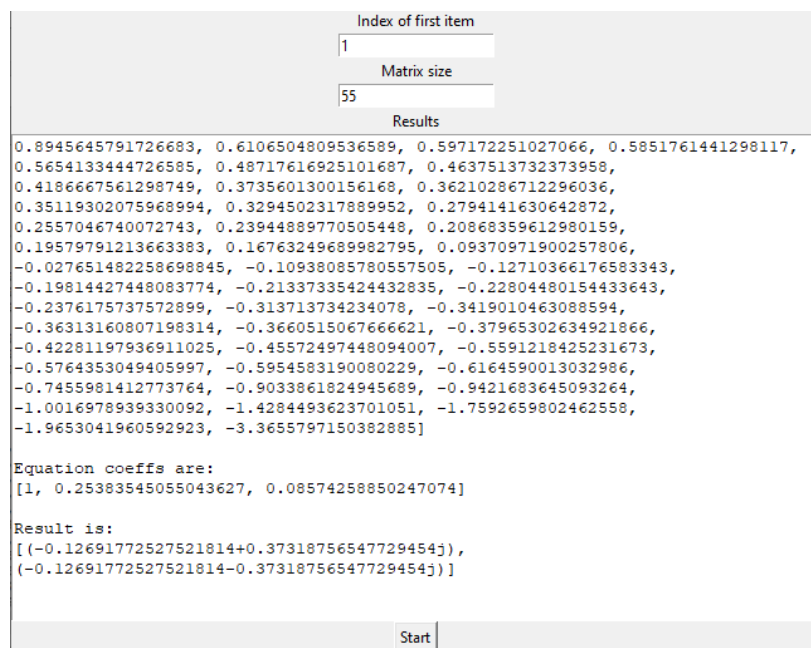 Index of first item
1
Matrix size
55
Results
0.8945645791726683, 0.6106504809536589, 0.597172251027066, 0.5851761441298117,
0.5654133444726585, 0.48717616925101687, 0.4637513732373958,
0.4186667561298749, 0.3735601300156168, 0.36210286712296036,
0.35119302075968994, 0.3294502317889952, 0.2794141630642872,
0.2557046740072743, 0.23944889770505448, 0.20868359612980159,
0.19579791213663383, 0.16763249689982795, 0.09370971900257806,
-0.027651482258698845, -0.10938085780557505, -0.12710366176583343,
-0.19814427448083774, -0.21337335424432835, -0.22804480154433643,
-0.2376175737572899, -0.313713734234078, -0.3419010463088594,
-0.36313160807198314, -0.3660515067666621, -0.37965302634921866,
-0.42281197936911025, -0.45572497448094007, -0.5591218425231673,
-0.5764353049405997, -0.5954583190080229, -0.6164590013032986,
-0.7455981412773764, -0.9033861824945689, -0.9421683645093264,
-1.0016978939330092, -1.4284493623701051, -1.7592659802462558,
-1.9653041960592923, -3.3655797150382885]
Equation coeffs are:
[1, 0.25383545055043627, 0.08574258850247074]
Result is:
[(-0.12691772527521814+0.37318756547729454j),
(-0.12691772527521814-0.37318756547729454j)]
Start